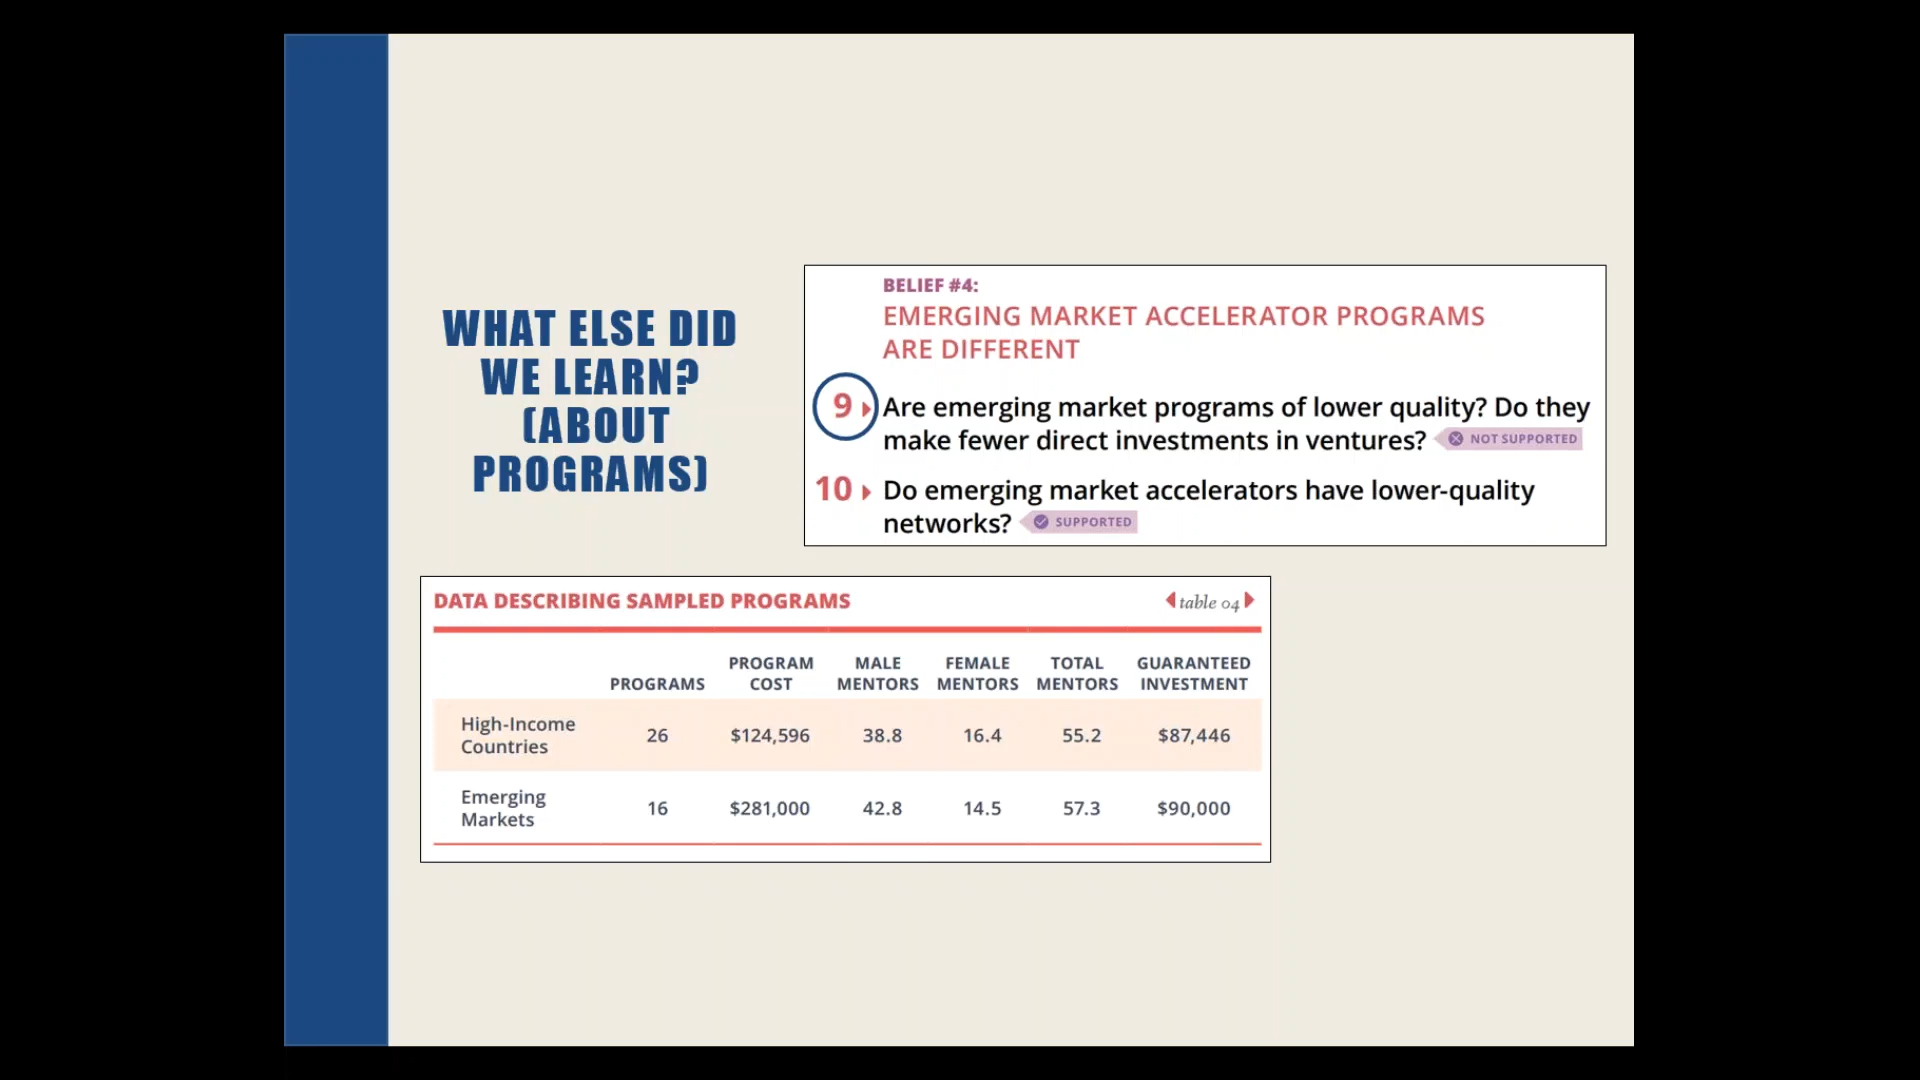 WHAT ELSE DID
WE LEARN?
(ABOUT
PROGRAMS)
BELIEF #4:
EMERGING MARKET ACCELERATOR PROGRAMS
ARE DIFFERENT
9 Are emerging market programs of lower quality? Do they
make fewer direct investments in ventures? NOT SUPPORTED
10 Do emerging market accelerators have lower-quality
networks? SUPPORTED
DATA DESCRIBING SAMPLED PROGRAMS table 04
PROGRAMS PROGRAM COST MALE MENTORS FEMALE MENTORS TOTAL MENTORS GUARANTEED INVESTMENT
High-Income Countries 26 $124,596 38.8 16.4 55.2 $87,446
Emerging Markets 16 $281,000 42.8 14.5 57.3 $90,000